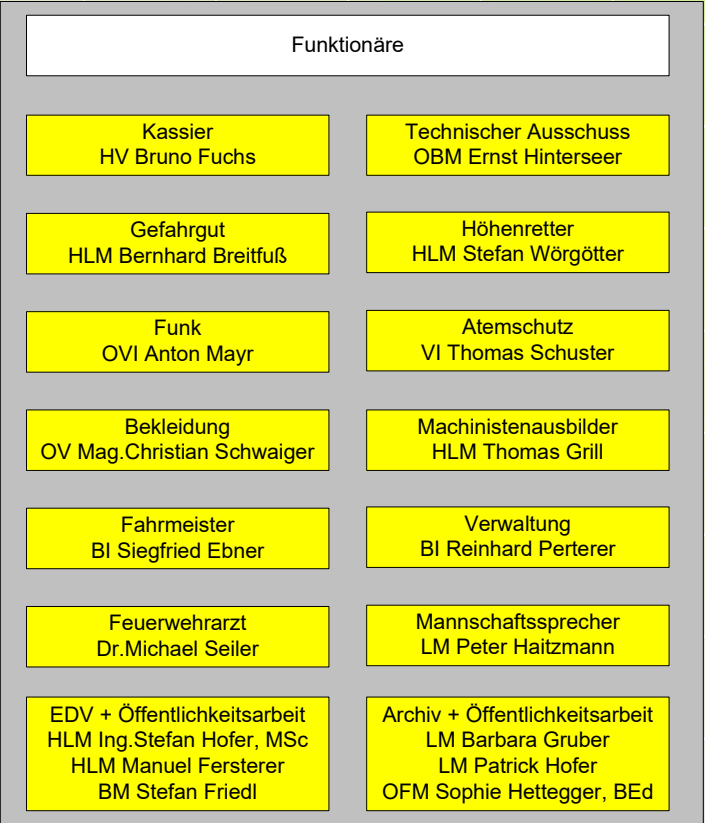 Funktionäre
Kassier
HV Bruno Fuchs
Technischer Ausschuss
OBM Ernst Hinterseer
Gefahrgut
HLM Bernhard Breitfuß
Höhenretter
HLM Stefan Wörgötter
Funk
OVI Anton Mayr
Atemschutz
VI Thomas Schuster
Bekleidung
OV Mag.Christian Schwaiger
Machinistenausbilder
HLM Thomas Grill
Fahrmeister
BI Siegfried Ebner
Verwaltung
BI Reinhard Perterer
Feuerwehrarzt
Dr.Michael Seiler
Mannschaftssprecher
LM Peter Haitzmann
EDV + Öffentlichkeitsarbeit
HLM Ing.Stefan Hofer, MSc
HLM Manuel Fersterer
BM Stefan Friedl
Archiv + Öffentlichkeitsarbeit
LM Barbara Gruber
LM Patrick Hofer
OFM Sophie Hettegger, BEd